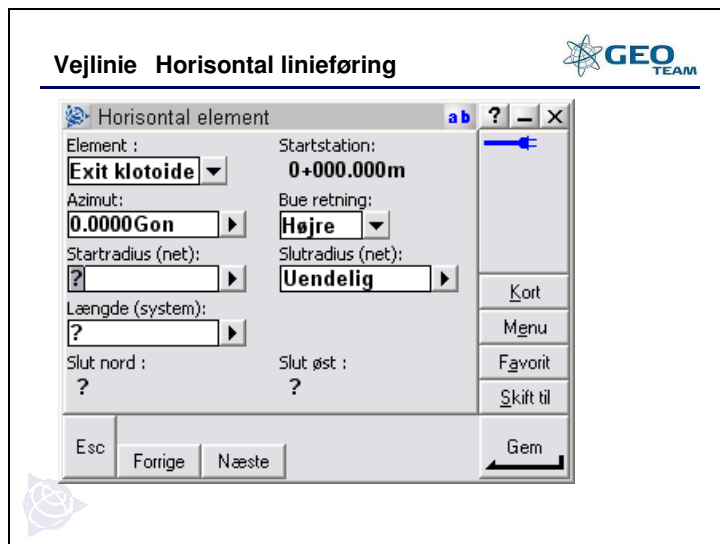 Vejlinie Horisontal linieføring
GEO
TEAM
Horisontal element
ab
?
Element :
Exit klotoide
Startstation:
0+000.000m
Azimut:
0.0000Gon
Bue retning:
Højre
Startradius (net):
?
Slutradius (net):
Uendelig
Længde (system):
?
Slut nord :
?
Slut øst :
?
Kort
Menu
Favorit
Skift til
Esc
Forrige
Næste
Gem